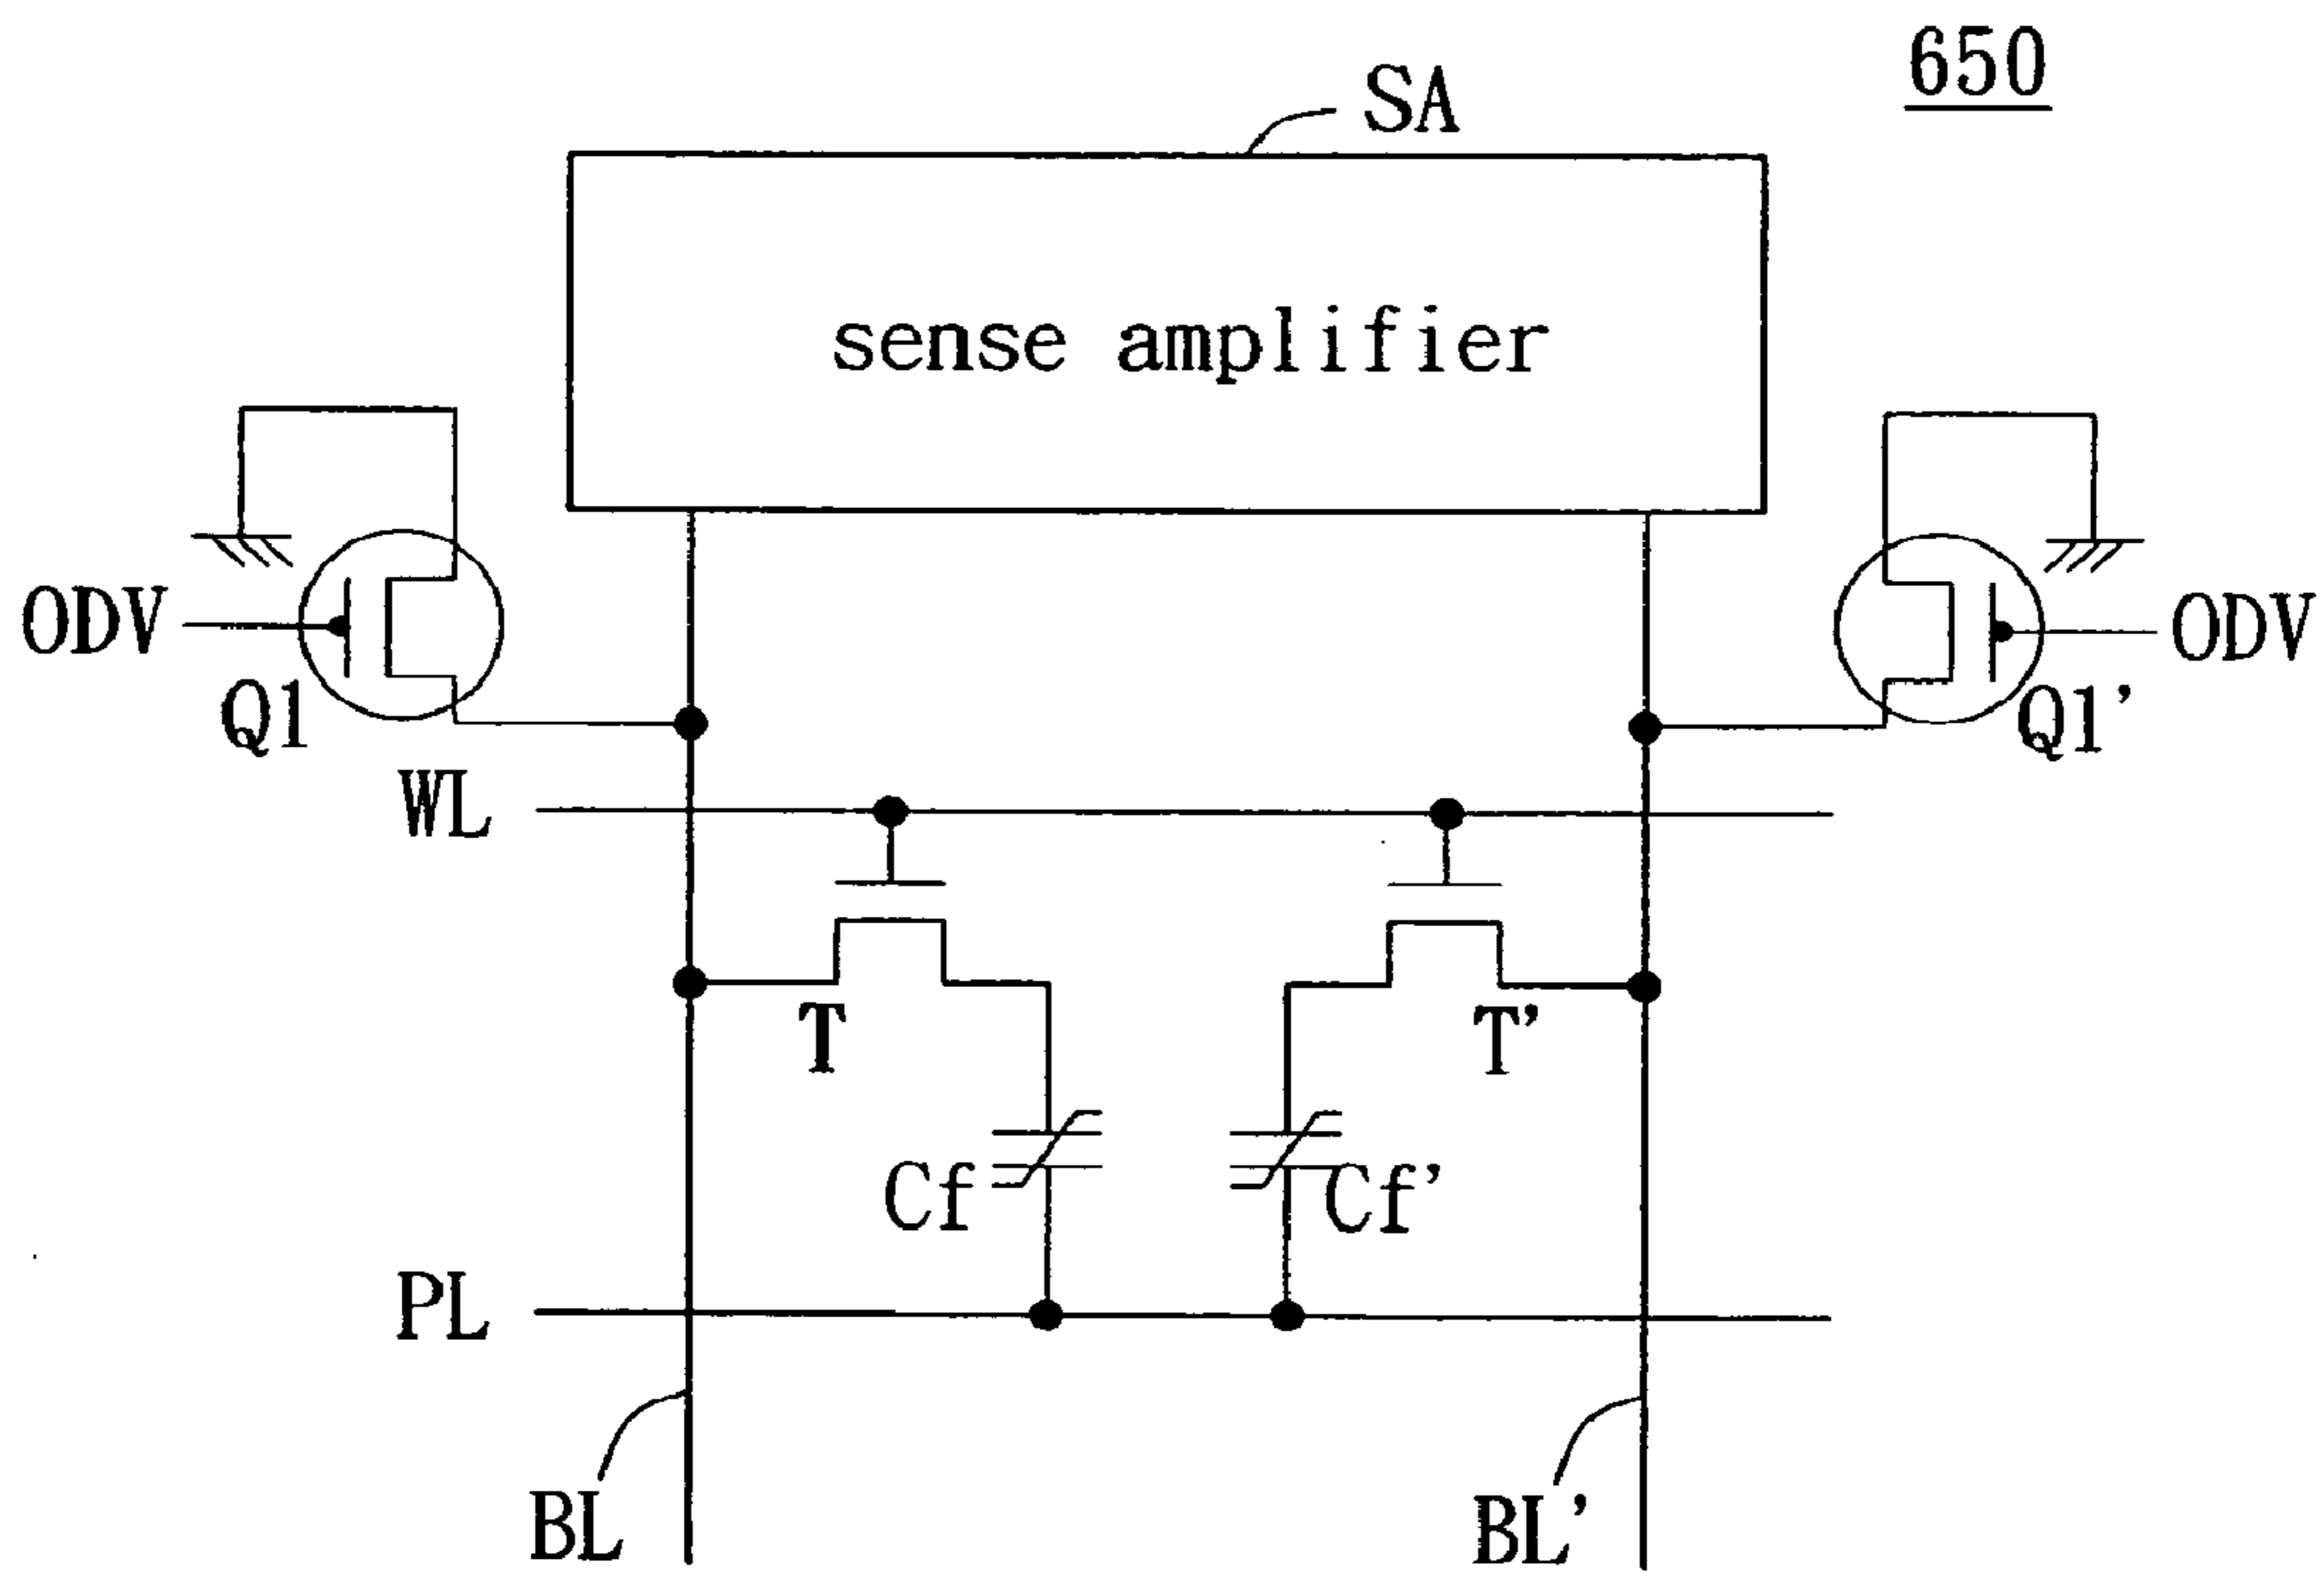 650
SA
sense amplifier
ODV
ODV
Q1
Q1'
WL
T
T'
Cf
Cf'
PL
BL
BL'